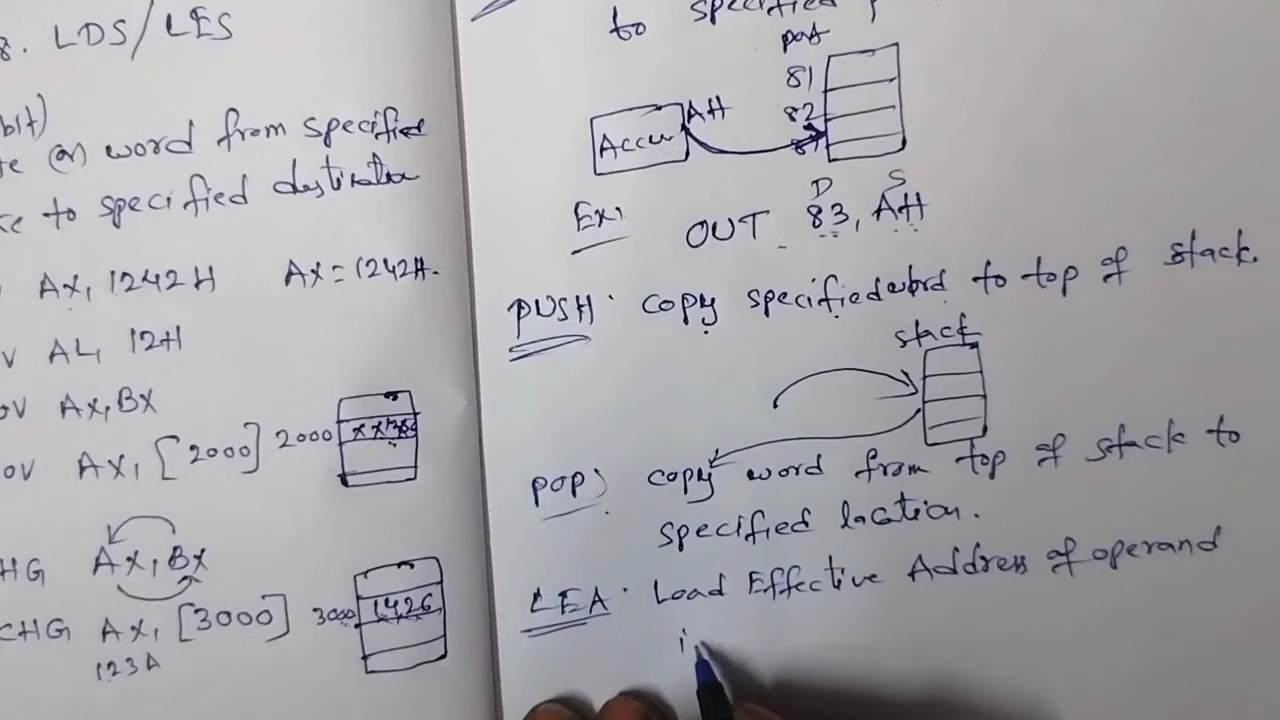 8. LDS/LES
bit)
te (or) word from specified
ce to specified destination
AX, 1242H AX = 1242H.
V AL, 12H
OV AX, BX
OV AX, [2000] 2000
HG AX, BX
CHG AX, [3000] 3000 1426
123A
to specified
port
81
82
Accu AH
D S
Ex: OUT 83, AH
PUSH: copy specified word to top of stack.
stack
POP: copy word from top of stack to
specified location.
LEA: Load Effective Address of operand
i